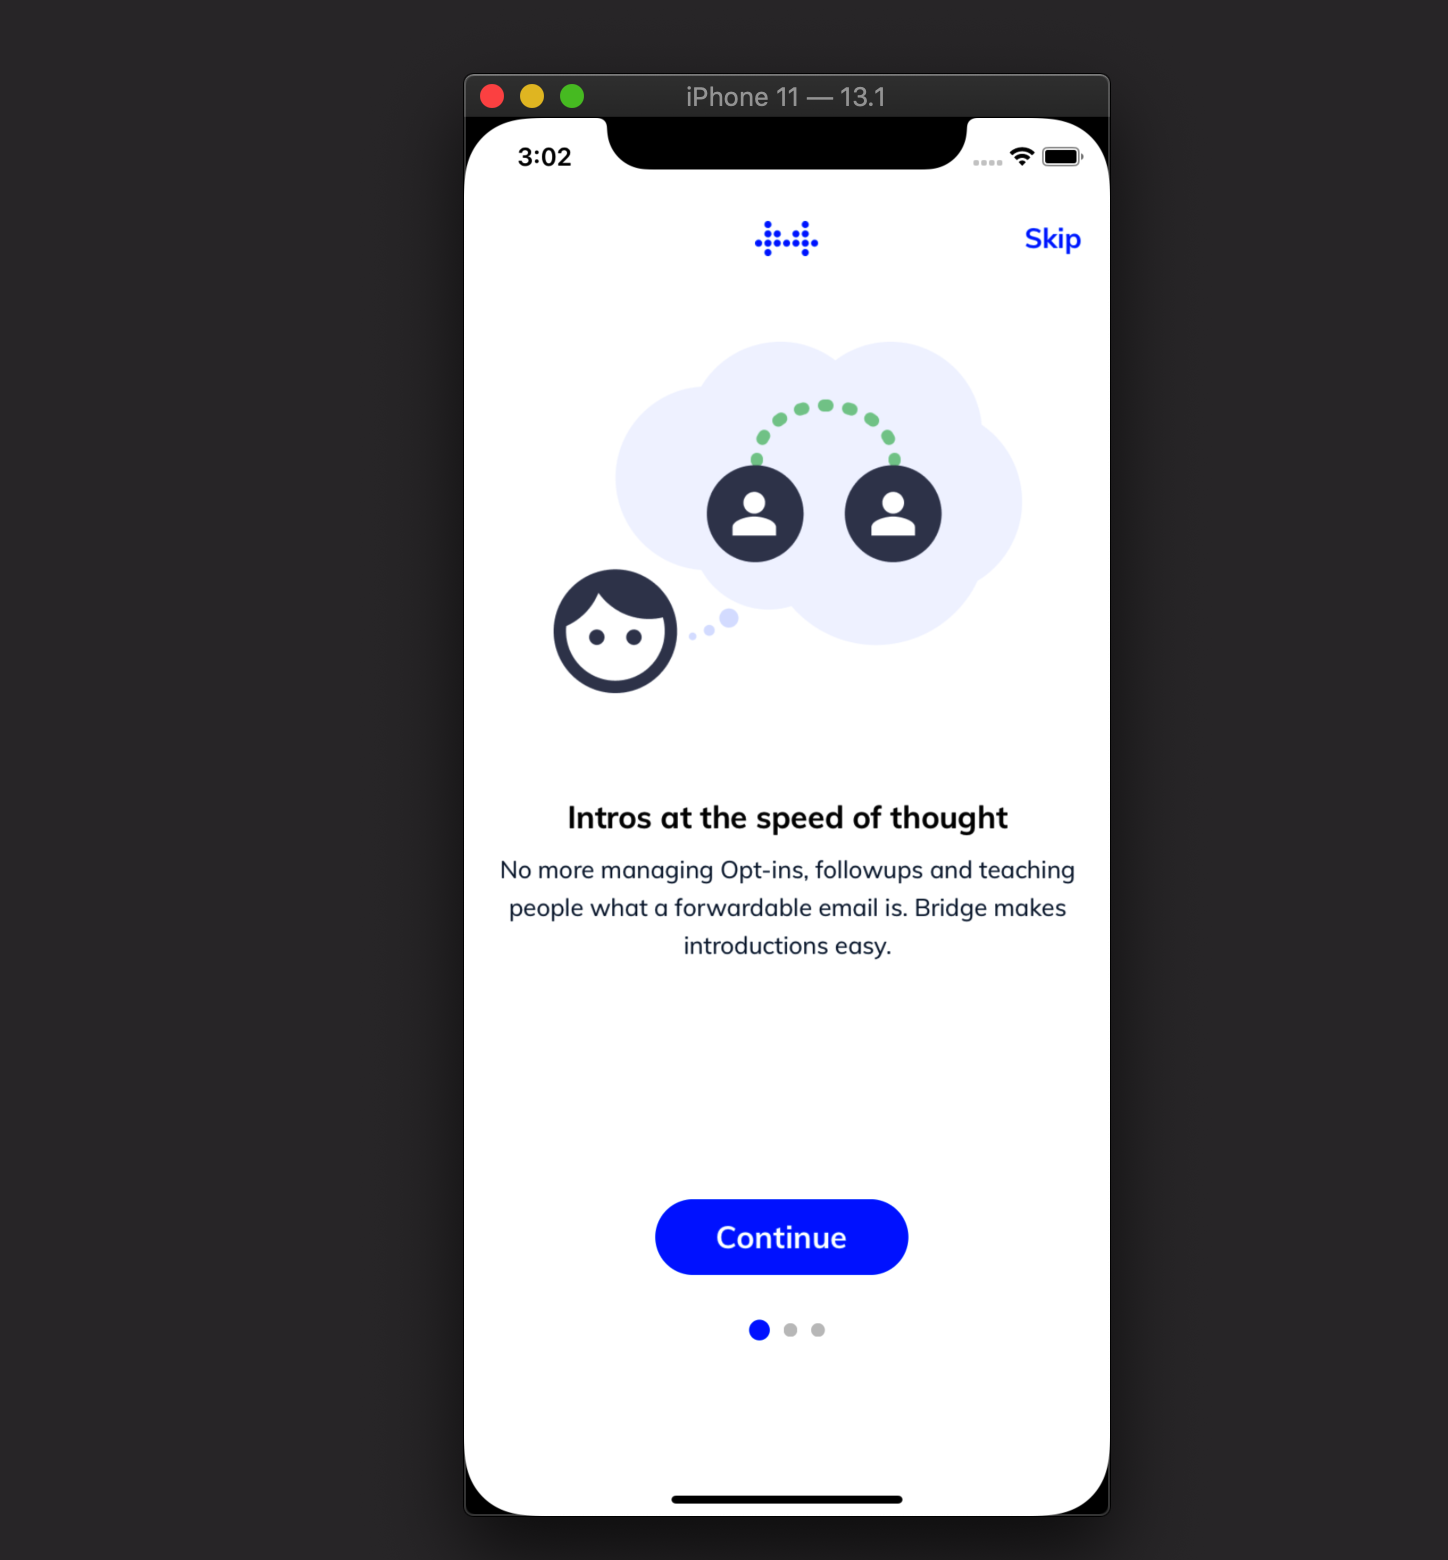 iPhone 11 — 13.1
3:02
Skip
Intros at the speed of thought
No more managing Opt-ins, followups and teaching
people what a forwardable email is. Bridge makes
introductions easy.
Continue